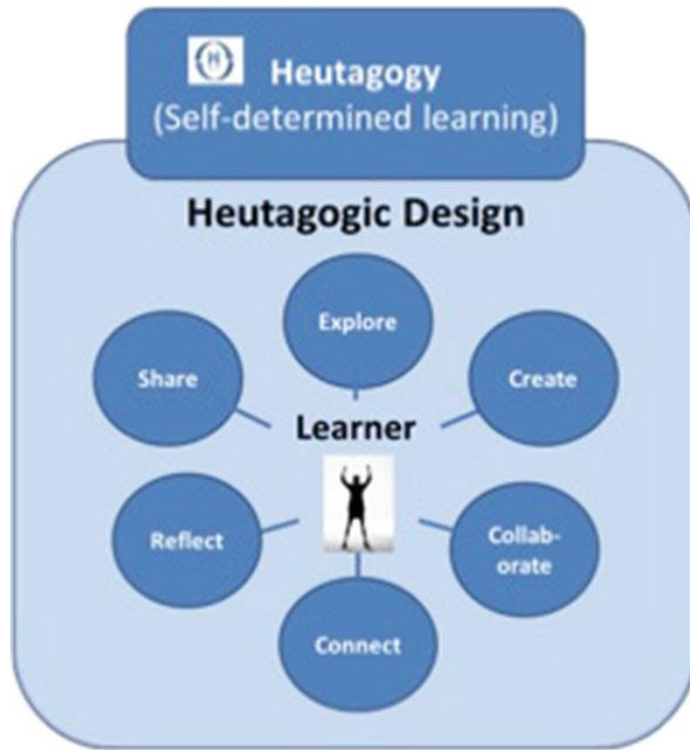 Heutagogy
(Self-determined learning)
Heutagogic Design
Explore
Share
Create
Learner
Reflect
Collab-
orate
Connect